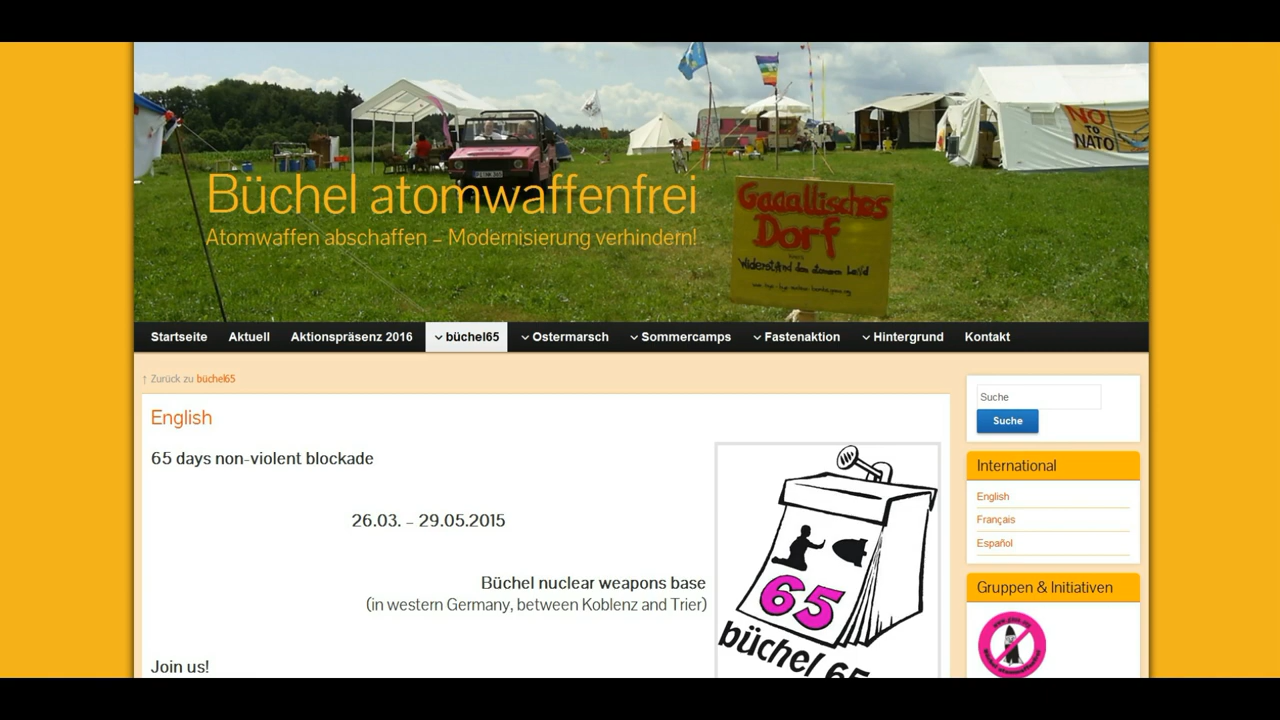 NO
TO
NATO
Büchel atomwaffenfrei
Atomwaffen abschaffen – Modernisierung verhindern!
Gaaallisches
Dorf
Startseite
Aktuell
Aktionspräsenz 2016
büchel65
Ostermarsch
Sommercamps
Fastenaktion
Hintergrund
Kontakt
↑ Zurück zu büchel65
English
65 days non-violent blockade
26.03. – 29.05.2015
Büchel nuclear weapons base
(in western Germany, between Koblenz and Trier)
Join us!
65
büchel 65
Suche
Suche
International
English
Français
Español
Gruppen & Initiativen